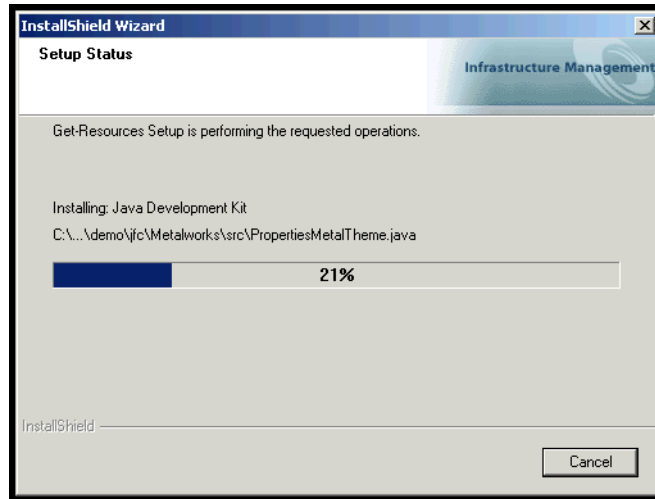 InstallShield Wizard
Setup Status
Infrastructure Management
Get-Resources Setup is performing the requested operations.
Installing: Java Development Kit
C:\...\demo\jfc\Metalworks\src\PropertiesMetalTheme.java
21%
InstallShield
Cancel